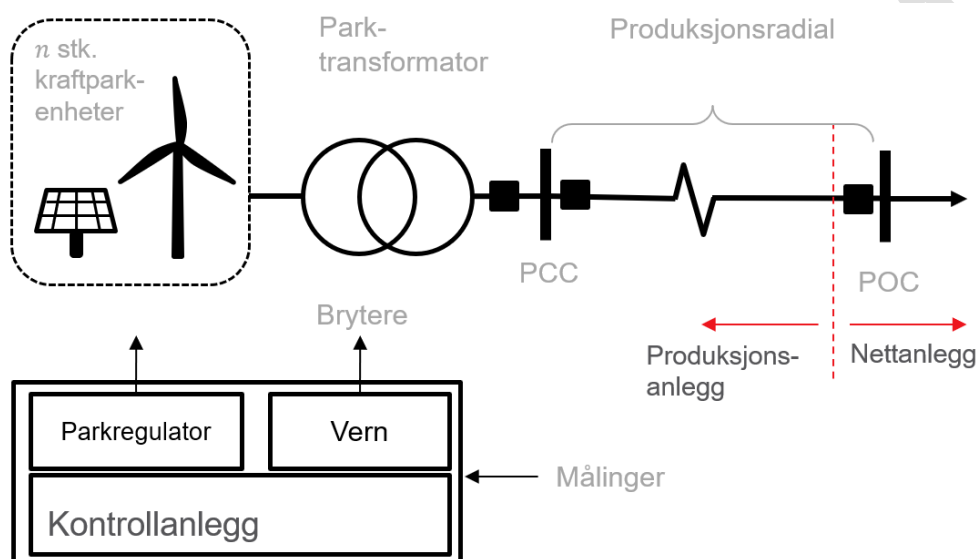 n stk.
kraftpark-
enheter
Park-
transformator
Produksjonsradial
PCC
POC
Brytere
Produksjons-
anlegg
Nettanlegg
Parkregulator
Vern
Målinger
Kontrollanlegg